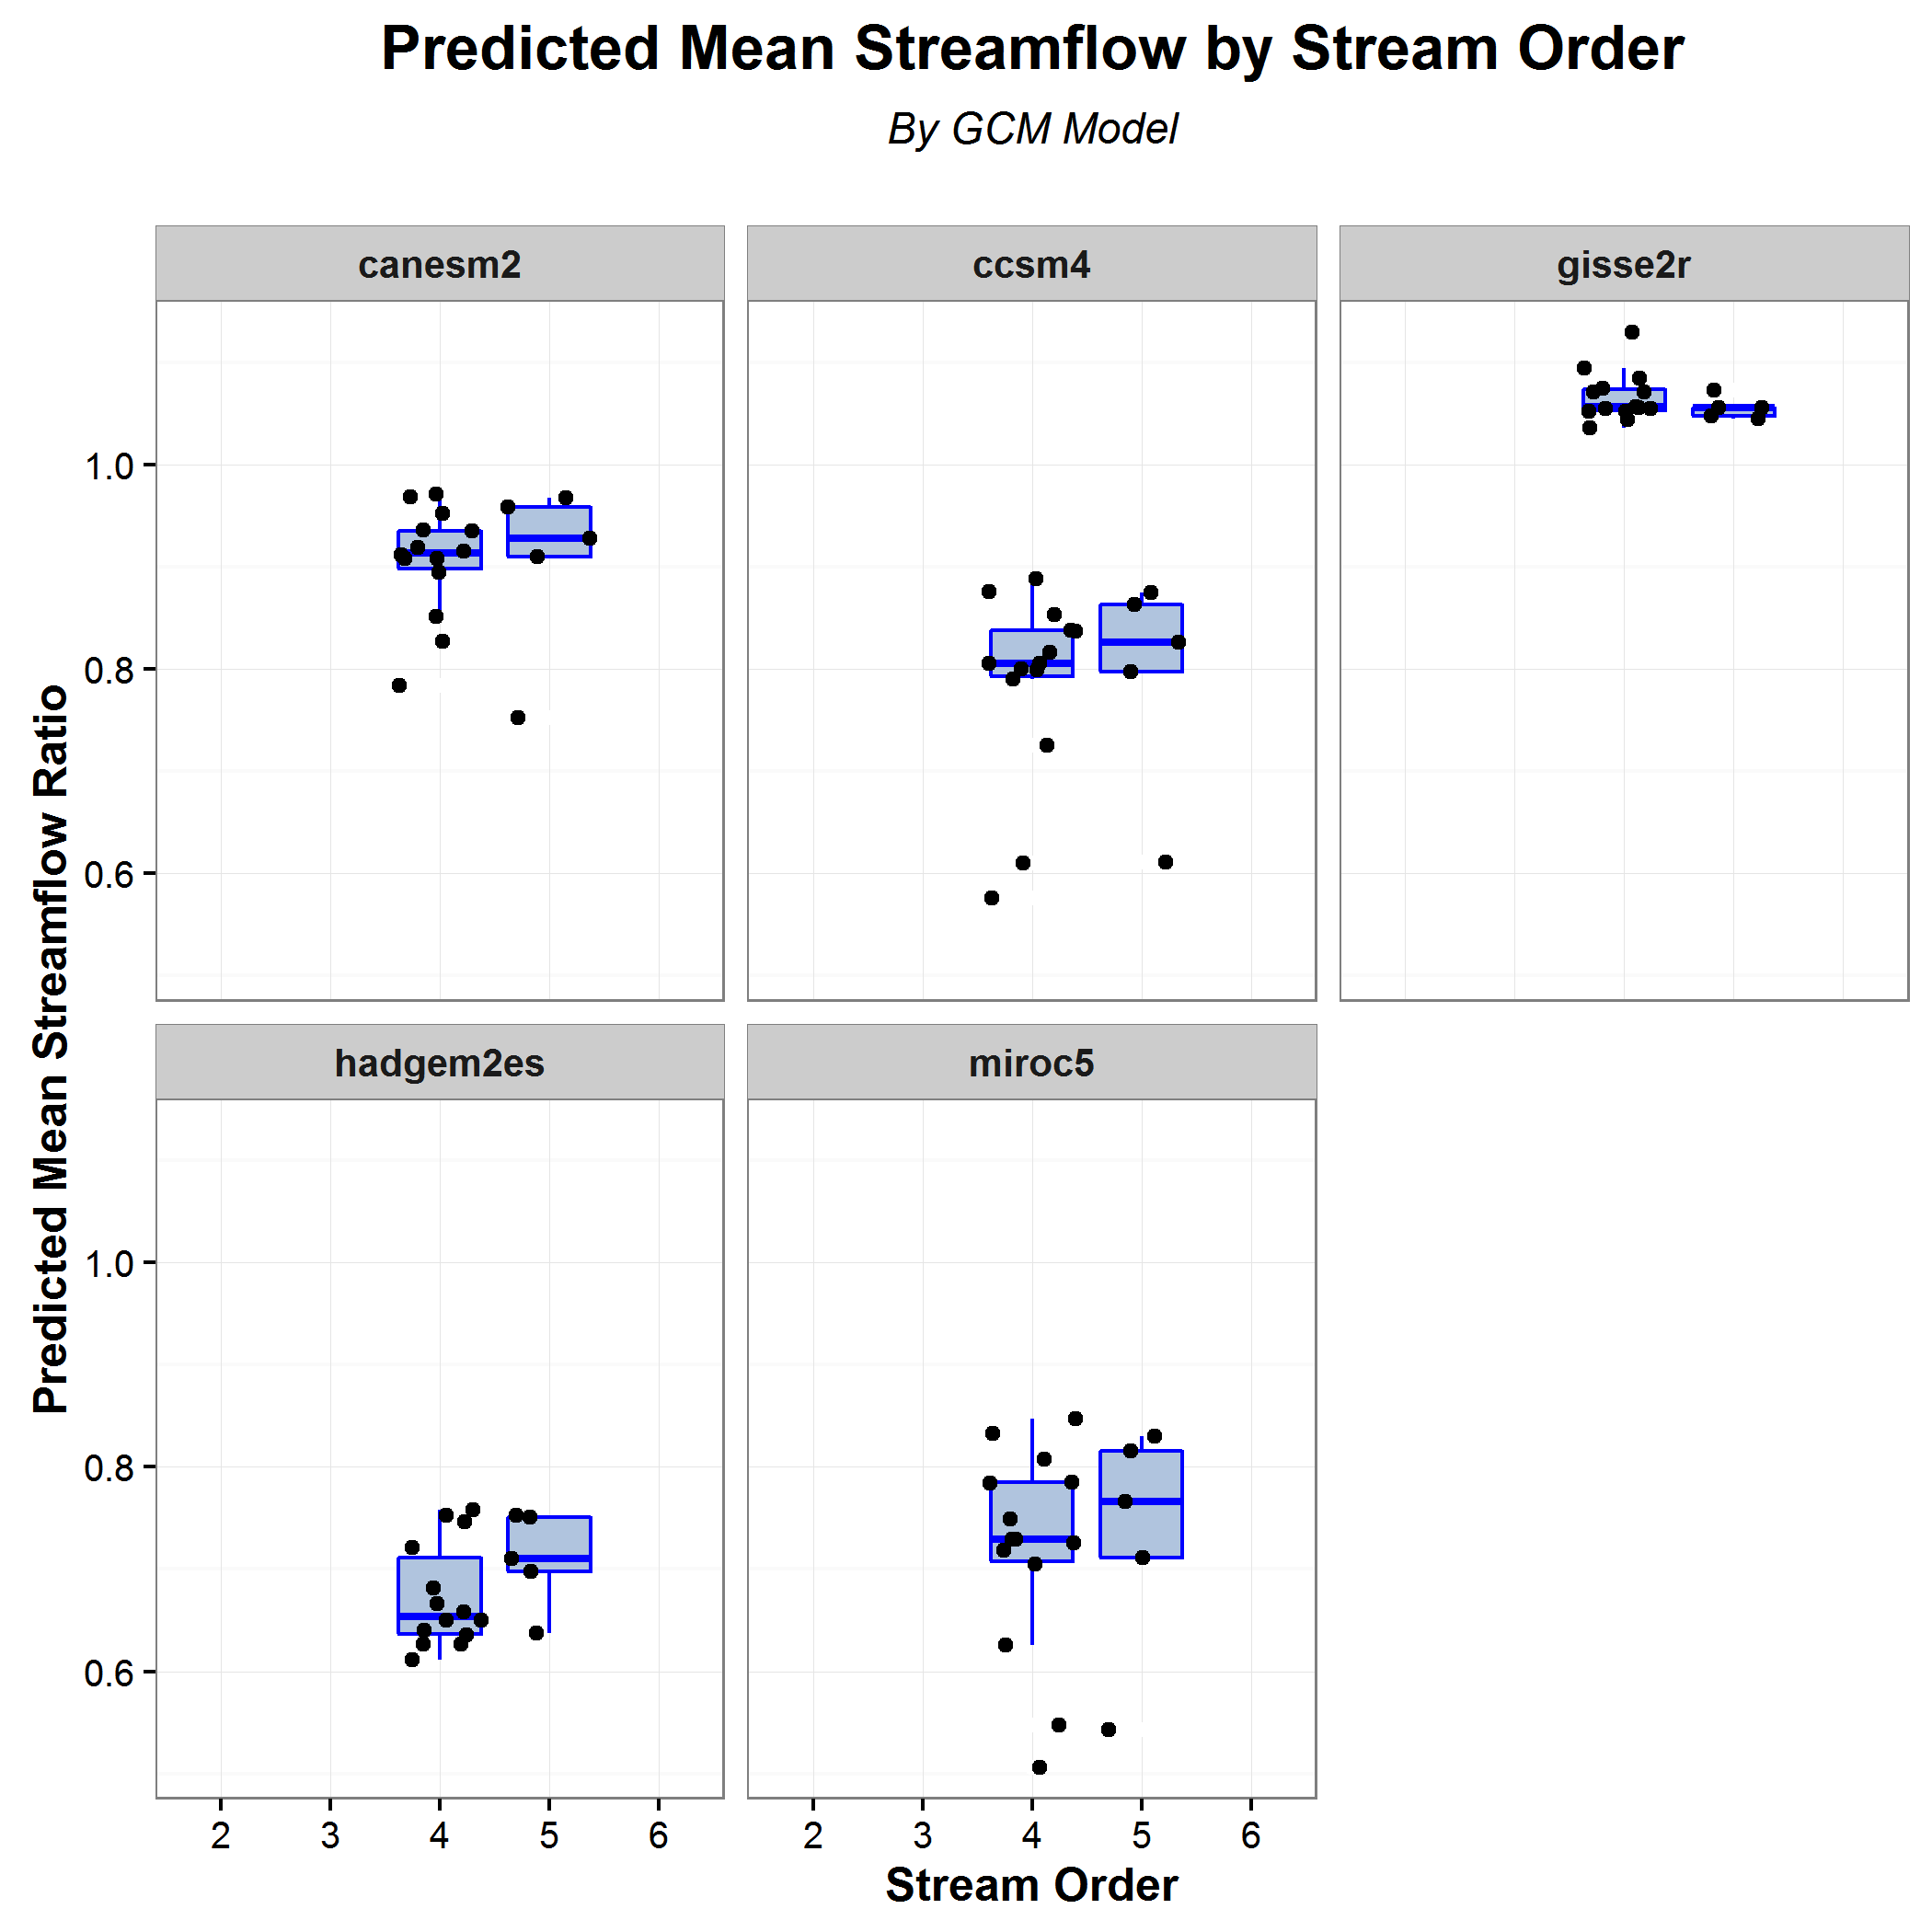 Predicted Mean Streamflow by Stream Order
By GCM Model
canesm2
ccsm4
gisse2r
1.0
0.8
0.6
Predicted Mean Streamflow Ratio
hadgem2es
miroc5
1.0
0.8
0.6
2 3 4 5 6
2 3 4 5 6
Stream Order